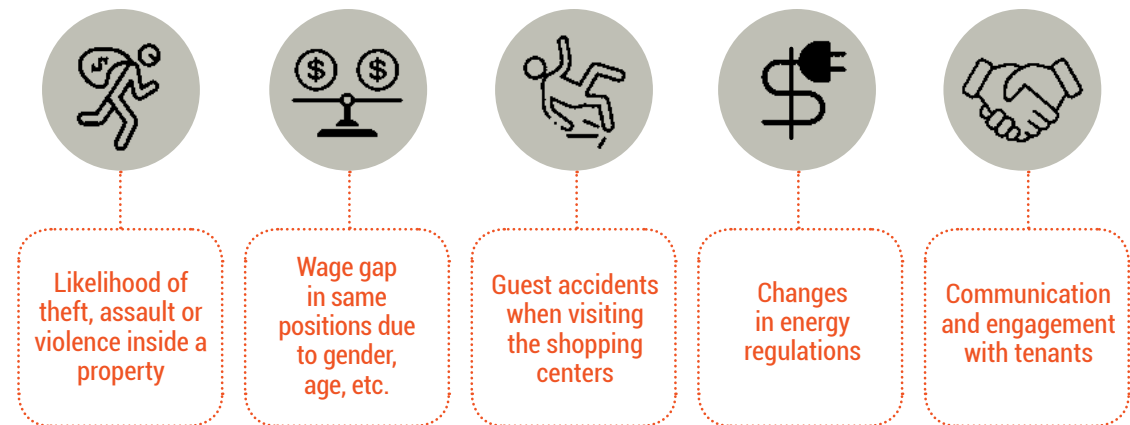 $ $
Likelihood of
theft, assault or
violence inside a
property
Wage gap
in same
positions due
to gender,
age, etc.
Guest accidents
when visiting
the shopping
centers
Changes
in energy
regulations
Communication
and engagement
with tenants